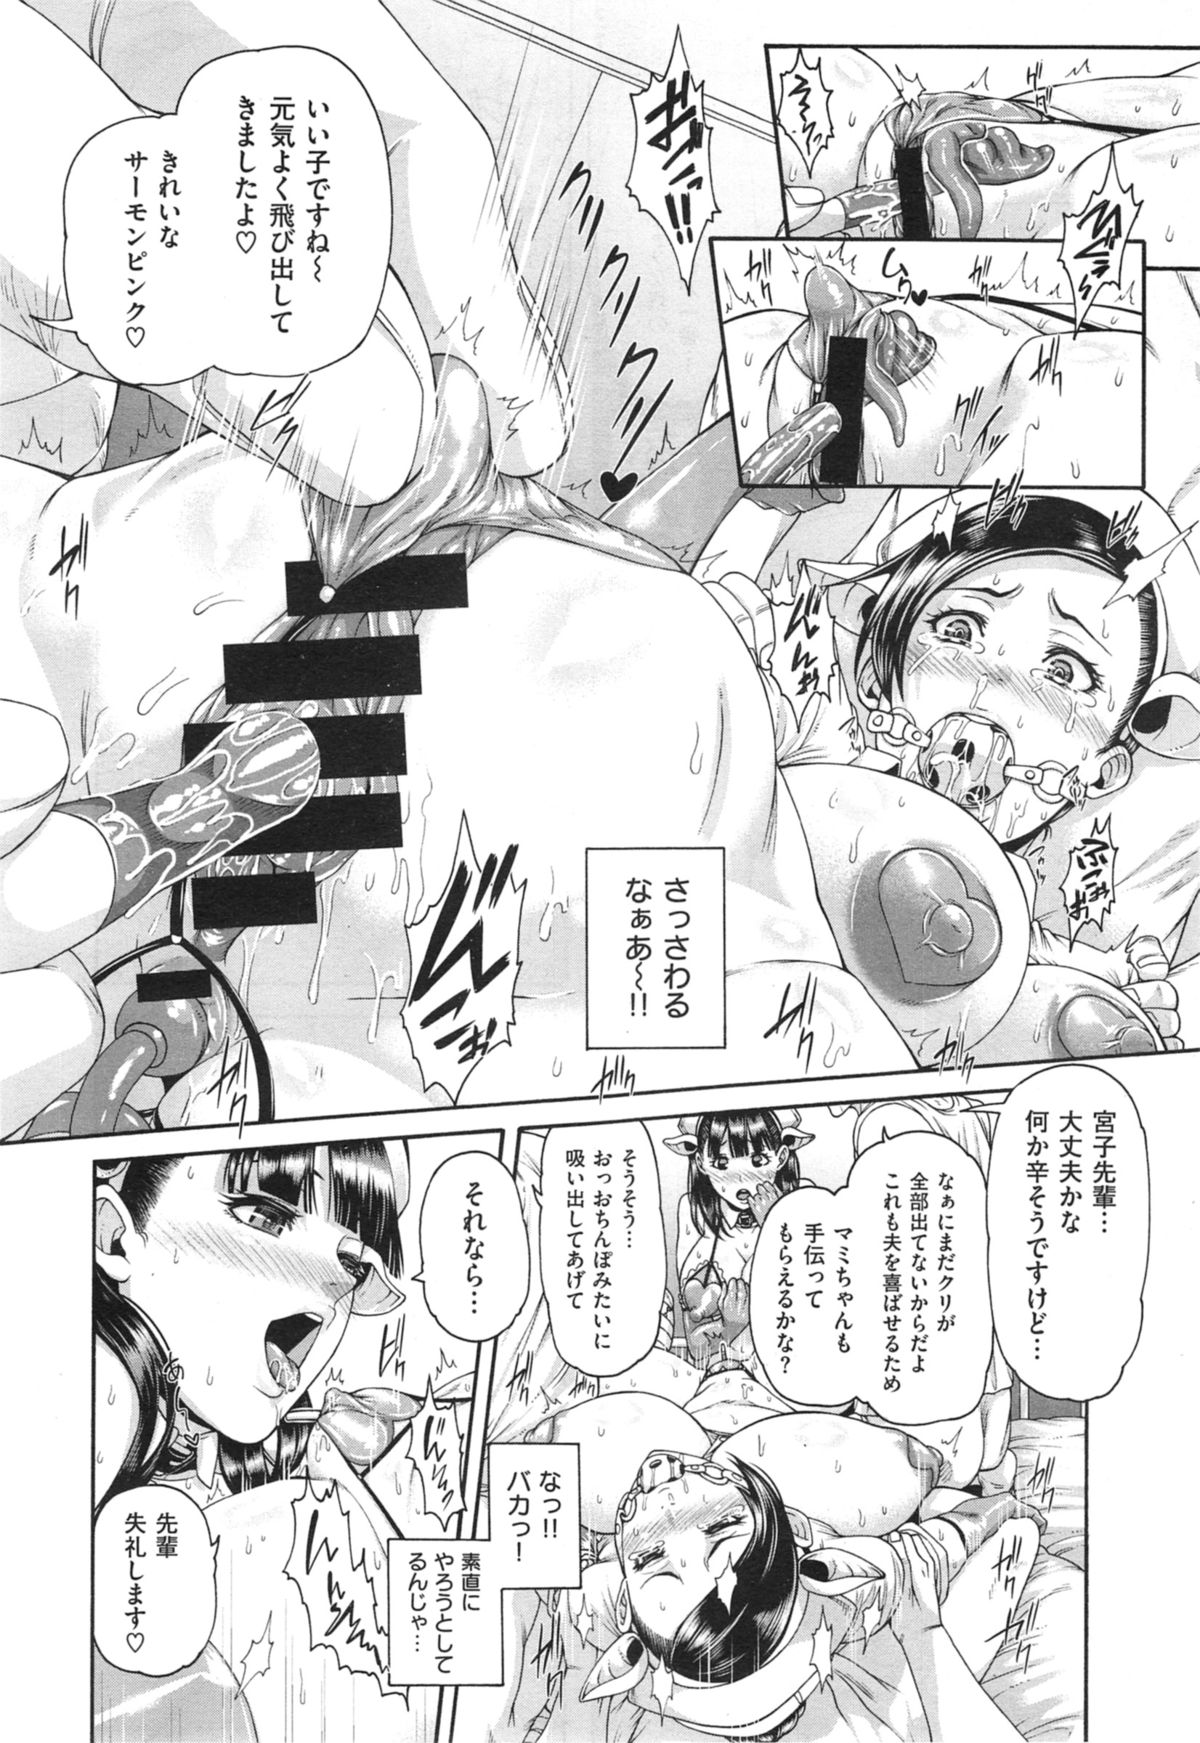 ムクッ♥
いい子ですね～
元気よく飛び出して
きましたよ♡
きれいな
サーモンピンク♡
さっさわる
なぁあ～!!
宮子先輩…
大丈夫かな
何か辛そうですけど…
なぁにまだクリが
全部出てないからだよ
これも夫を喜ばせるため
マミちゃんも
手伝って
もらえるかな?
そうそう…
おっおちんぽみたいに
吸い出してあげて
なっ!!
バカっ!
素直に
やろうとして
るんじゃ…
それなら…
先輩
失礼します♡